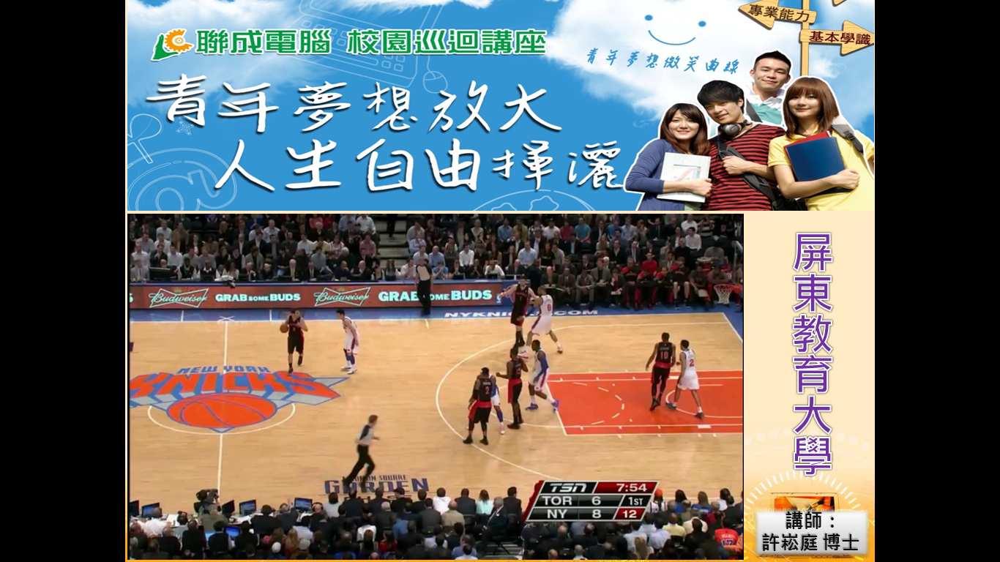 專業能力
基本學識
聯成電腦 校園巡迴講座
青年夢想微笑曲線
青年夢想放大
人生自由揮灑
Budweiser GRAB SOME BUDS Budweiser GRAB SOME BUDS
NYKNICKS.COM
NEW YORK
KNICKS
GARDEN
TSN 7:54
TOR 6 1ST
NY 8 12
屏東教育大學
講師：
許崧庭 博士